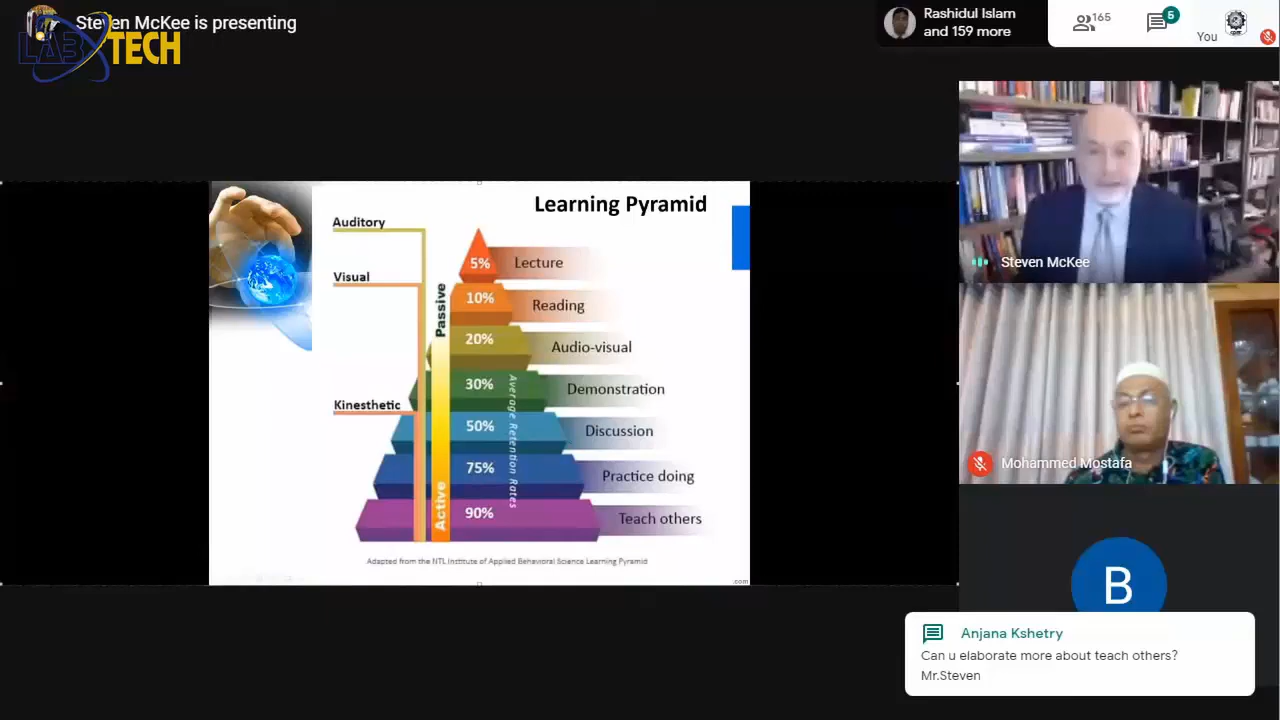 Steven McKee is presenting
LAB TECH
Rashidul Islam
and 159 more
165
5
You
Steven McKee
Mohammed Mostafa
B
Anjana Kshetry
Can u elaborate more about teach others?
Mr.Steven
Learning Pyramid
Auditory
Visual
Kinesthetic
Passive
Active
Average Retention Rates
5% Lecture
10% Reading
20% Audio-visual
30% Demonstration
50% Discussion
75% Practice doing
90% Teach others
Adapted from the NTL Institute of Applied Behavioral Science Learning Pyramid
.com